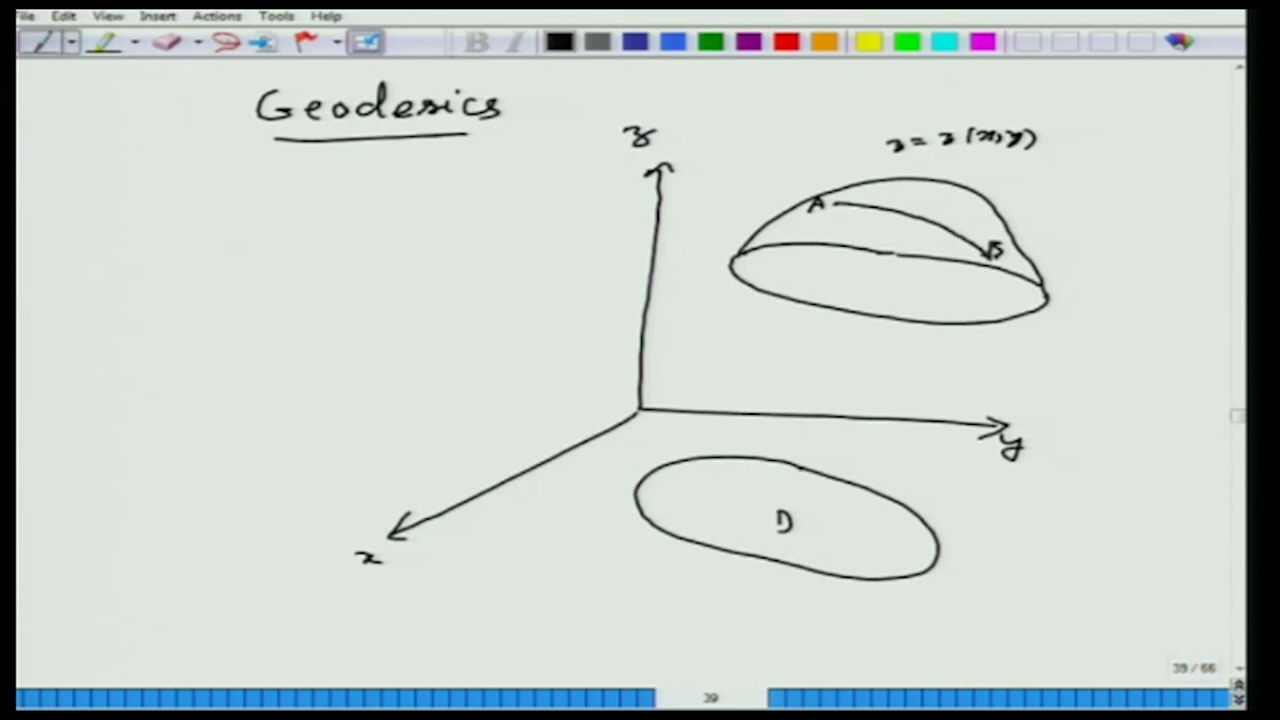 File Edit View Insert Actions Tools Help
B I
Geodesics
z
z = z(x,y)
A
B
y
D
x
39 / 66
39